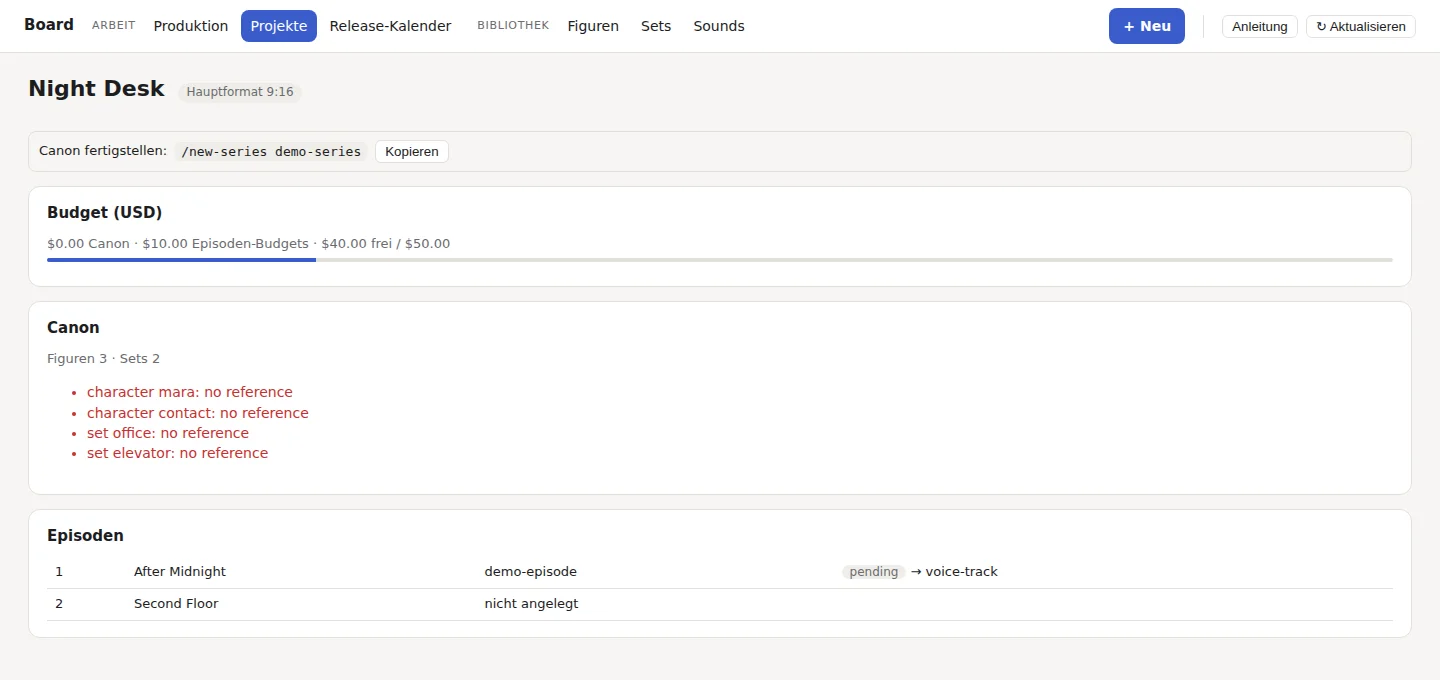 Board ARBEIT Produktion Projekte Release-Kalender BIBLIOTHEK Figuren Sets Sounds + Neu Anleitung ↻ Aktualisieren
Night Desk Hauptformat 9:16
Canon fertigstellen: /new-series demo-series Kopieren
Budget (USD)
$0.00 Canon · $10.00 Episoden-Budgets · $40.00 frei / $50.00
Canon
Figuren 3 · Sets 2
• character mara: no reference
• character contact: no reference
• set office: no reference
• set elevator: no reference
Episoden
1 After Midnight demo-episode pending → voice-track
2 Second Floor nicht angelegt